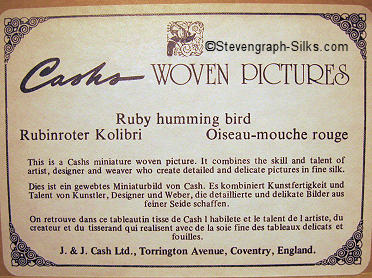 ©Stevengraph-Silks.com
Cashs WOVEN PICTURES
Ruby humming bird
Rubinroter Kolibri Oiseau-mouche rouge
This is a Cashs miniature woven picture. It combines the skill and talent of
artist, designer and weaver who create detailed and delicate pictures in fine silk.
Dies ist ein gewebtes Miniaturbild von Cash. Es kombiniert Kunstfertigkeit und
Talent von Kunstler, Designer und Weber, die detaillierte und delikate Bilder aus
feiner Seide schaffen.
On retrouve dans ce tableautin tisse de Cash l habilete et le talent de l artiste, du
createur et du tisserand qui realisent avec de la soie fine des tableaux delicats et
fouilles.
J. & J. Cash Ltd., Torrington Avenue, Coventry, England.